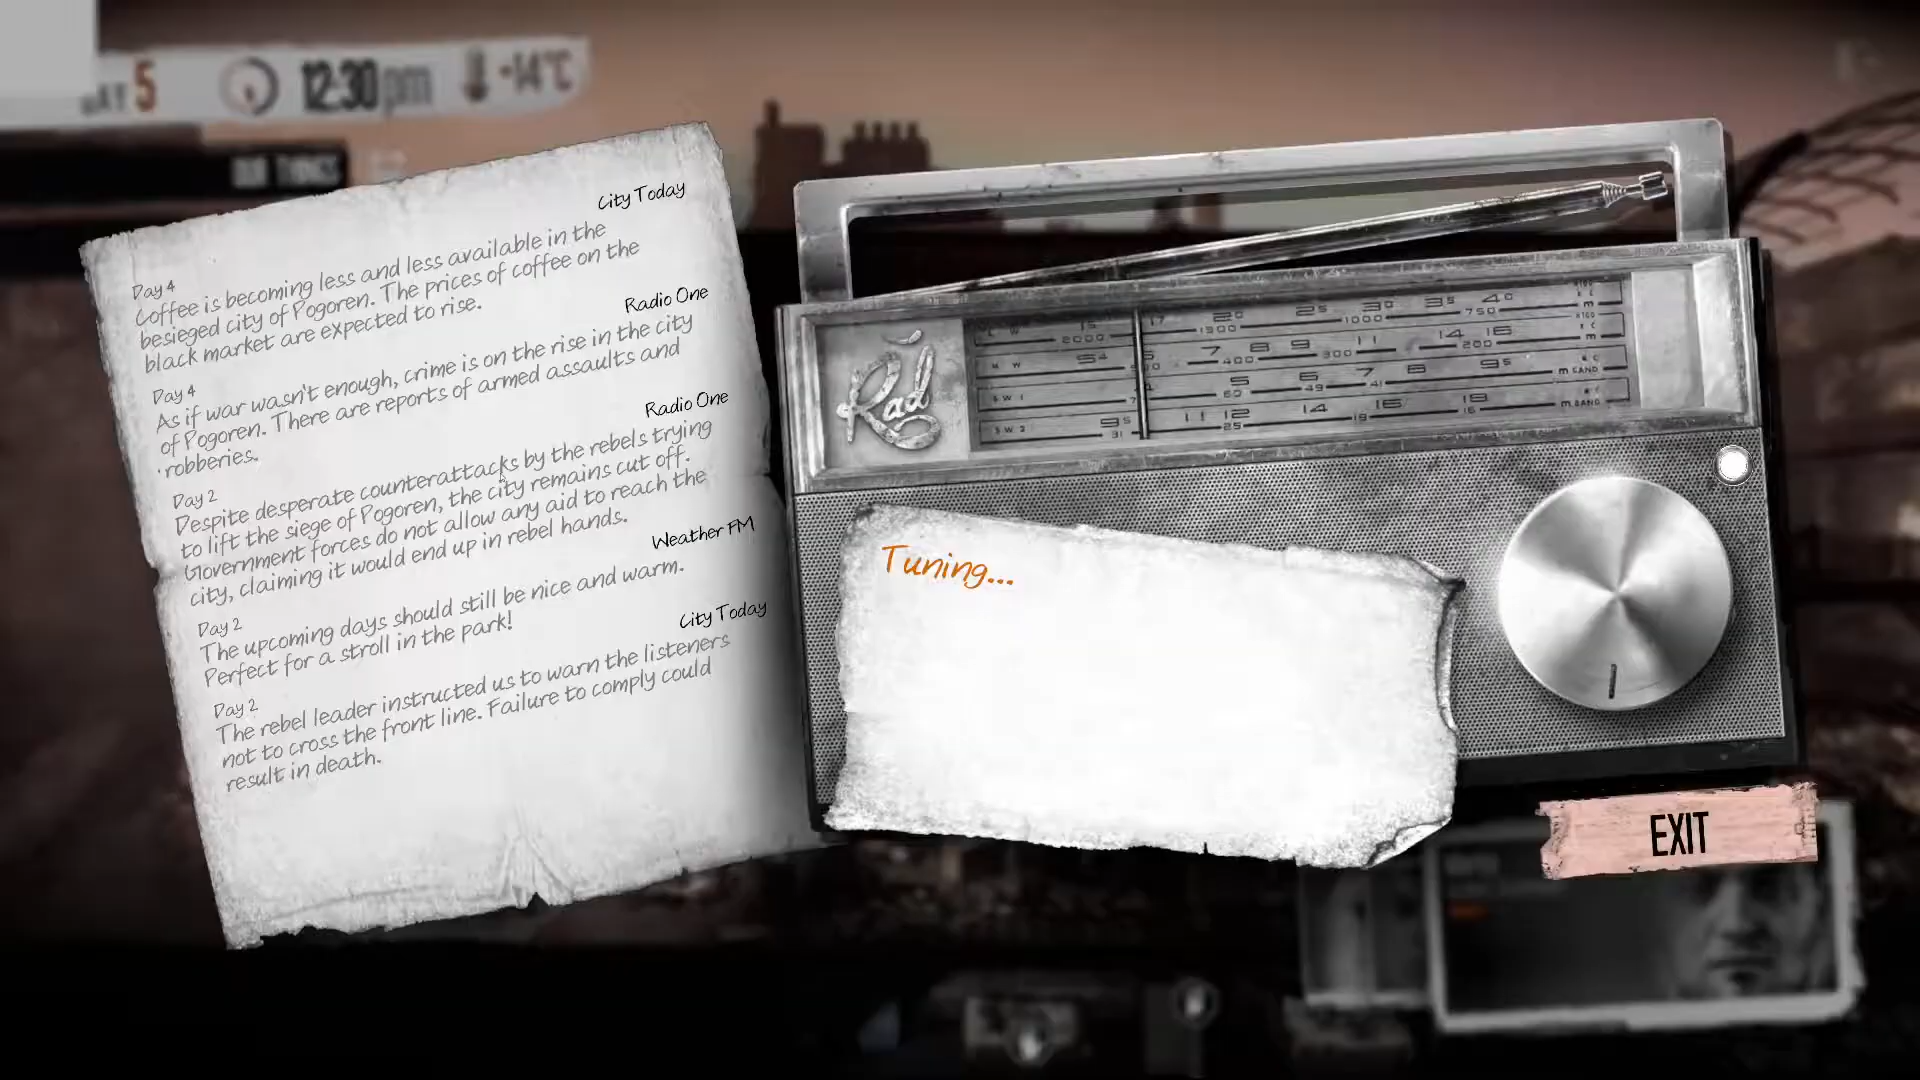 5 12:30 pm -14°C
OUR THINGS
City Today
Day 4
Coffee is becoming less and less available in the
besieged city of Pogoren. The prices of coffee on the
black market are expected to rise.
Radio One
Day 4
As if war wasn't enough, crime is on the rise in the city
of Pogoren. There are reports of armed assaults and
robberies.
Radio One
Day 2
Despite desperate counterattacks by the rebels trying
to lift the siege of Pogoren, the city remains cut off.
Government forces do not allow any aid to reach the
city, claiming it would end up in rebel hands.
Weather FM
Day 2
The upcoming days should still be nice and warm.
Perfect for a stroll in the park!
City Today
Day 2
The rebel leader instructed us to warn the listeners
not to cross the front line. Failure to comply could
result in death.
Rad
Tuning...
EXIT